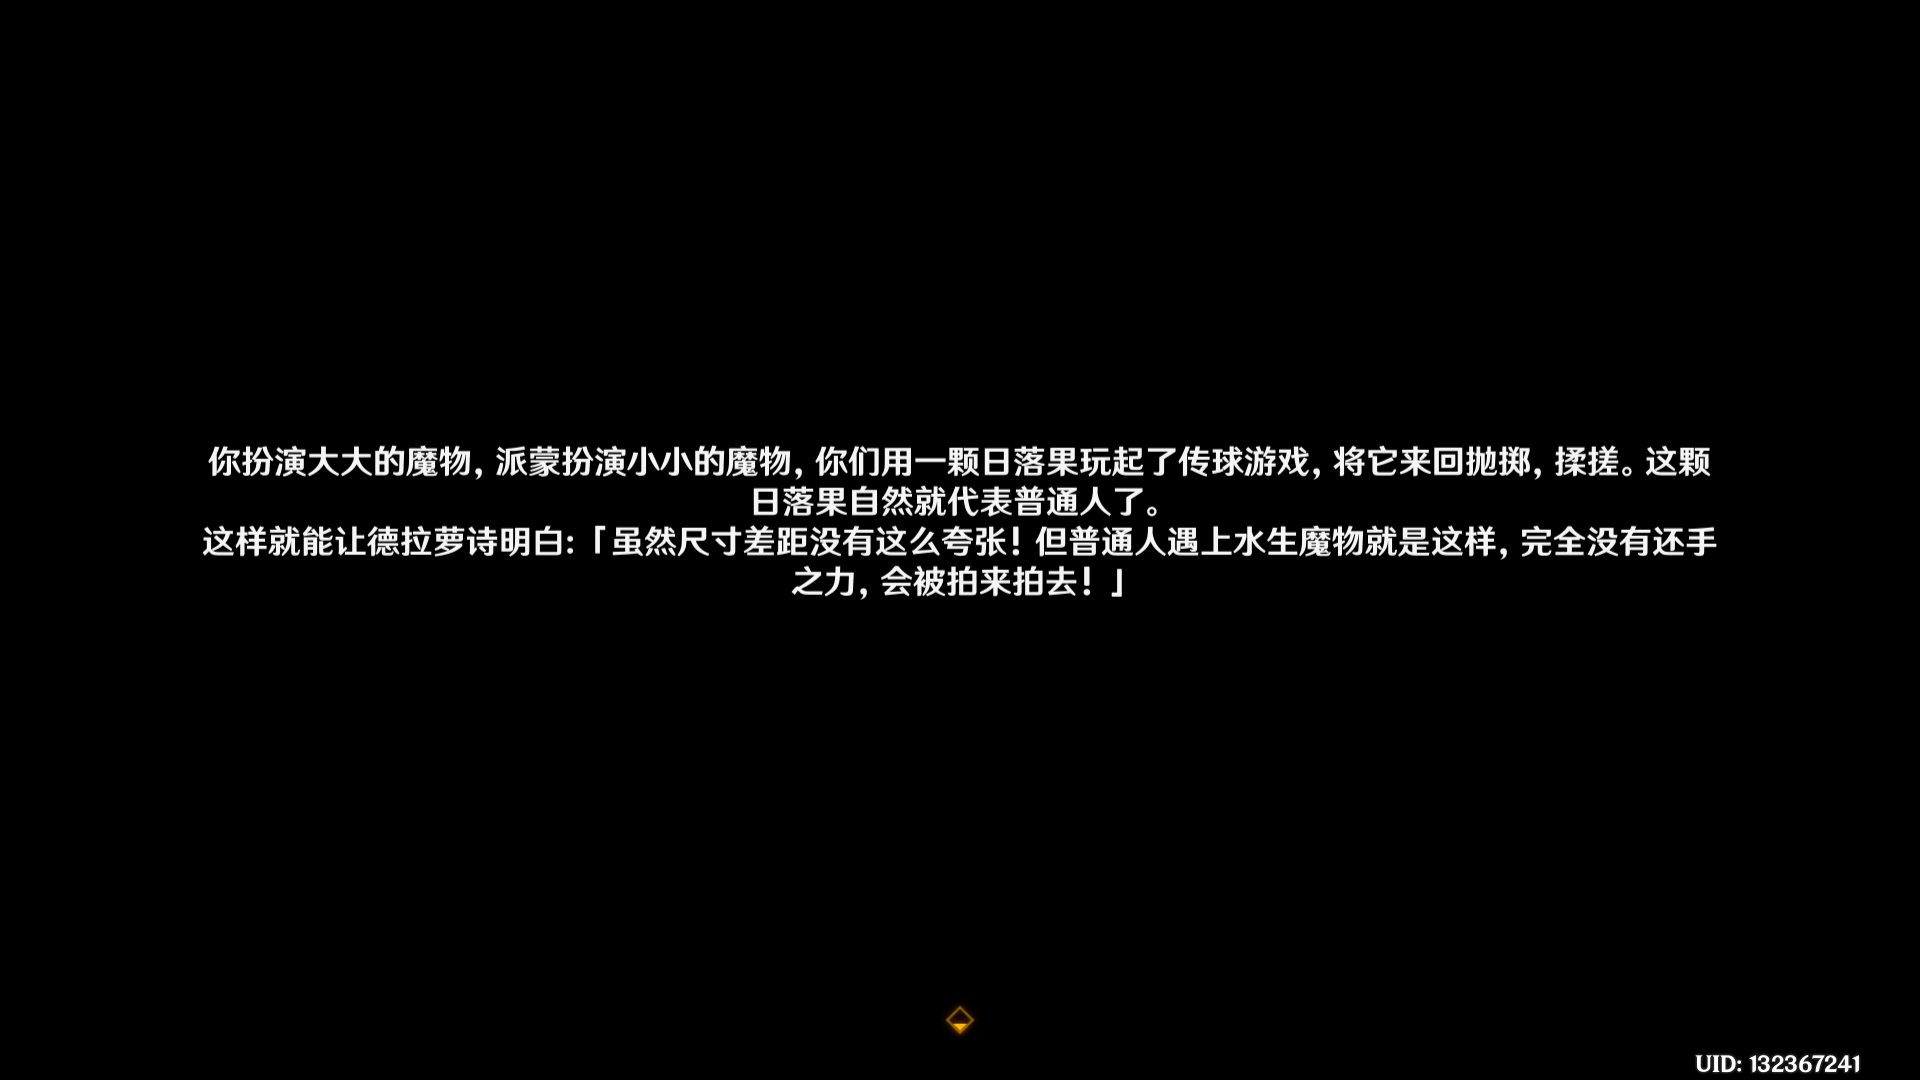 你扮演大大的魔物，派蒙扮演小小的魔物，你们用一颗日落果玩起了传球游戏，将它来回抛掷，揉搓。这颗
日落果自然就代表普通人了。
这样就能让德拉萝诗明白:「虽然尺寸差距没有这么夸张！但普通人遇上水生魔物就是这样，完全没有还手
之力，会被拍来拍去！」
UID: 132367241